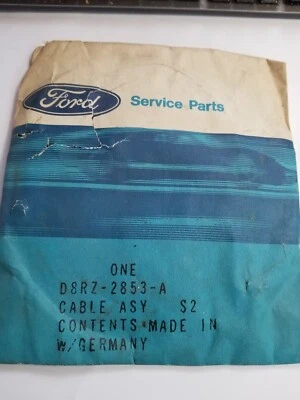 Ford
Service Parts
ONE
D8RZ-2853-A
CABLE ASY S2
CONTENTS MADE IN
W/GERMANY